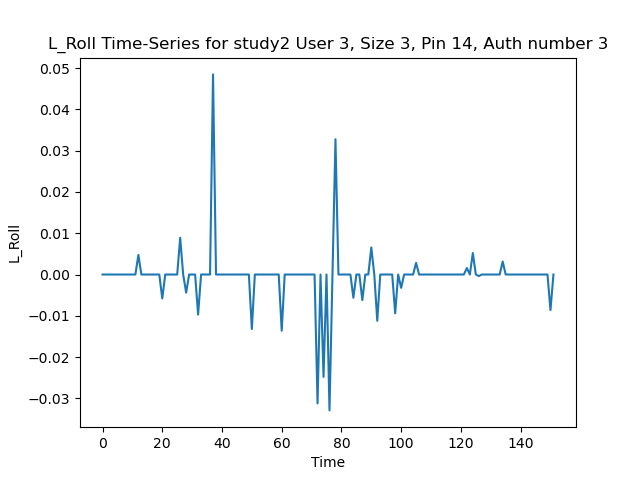 L_Roll Time-Series for study2 User 3, Size 3, Pin 14, Auth number 3
0.05
0.04
0.03
0.02
0.01
0.00
−0.01
−0.02
−0.03
L_Roll
0 20 40 60 80 100 120 140
Time